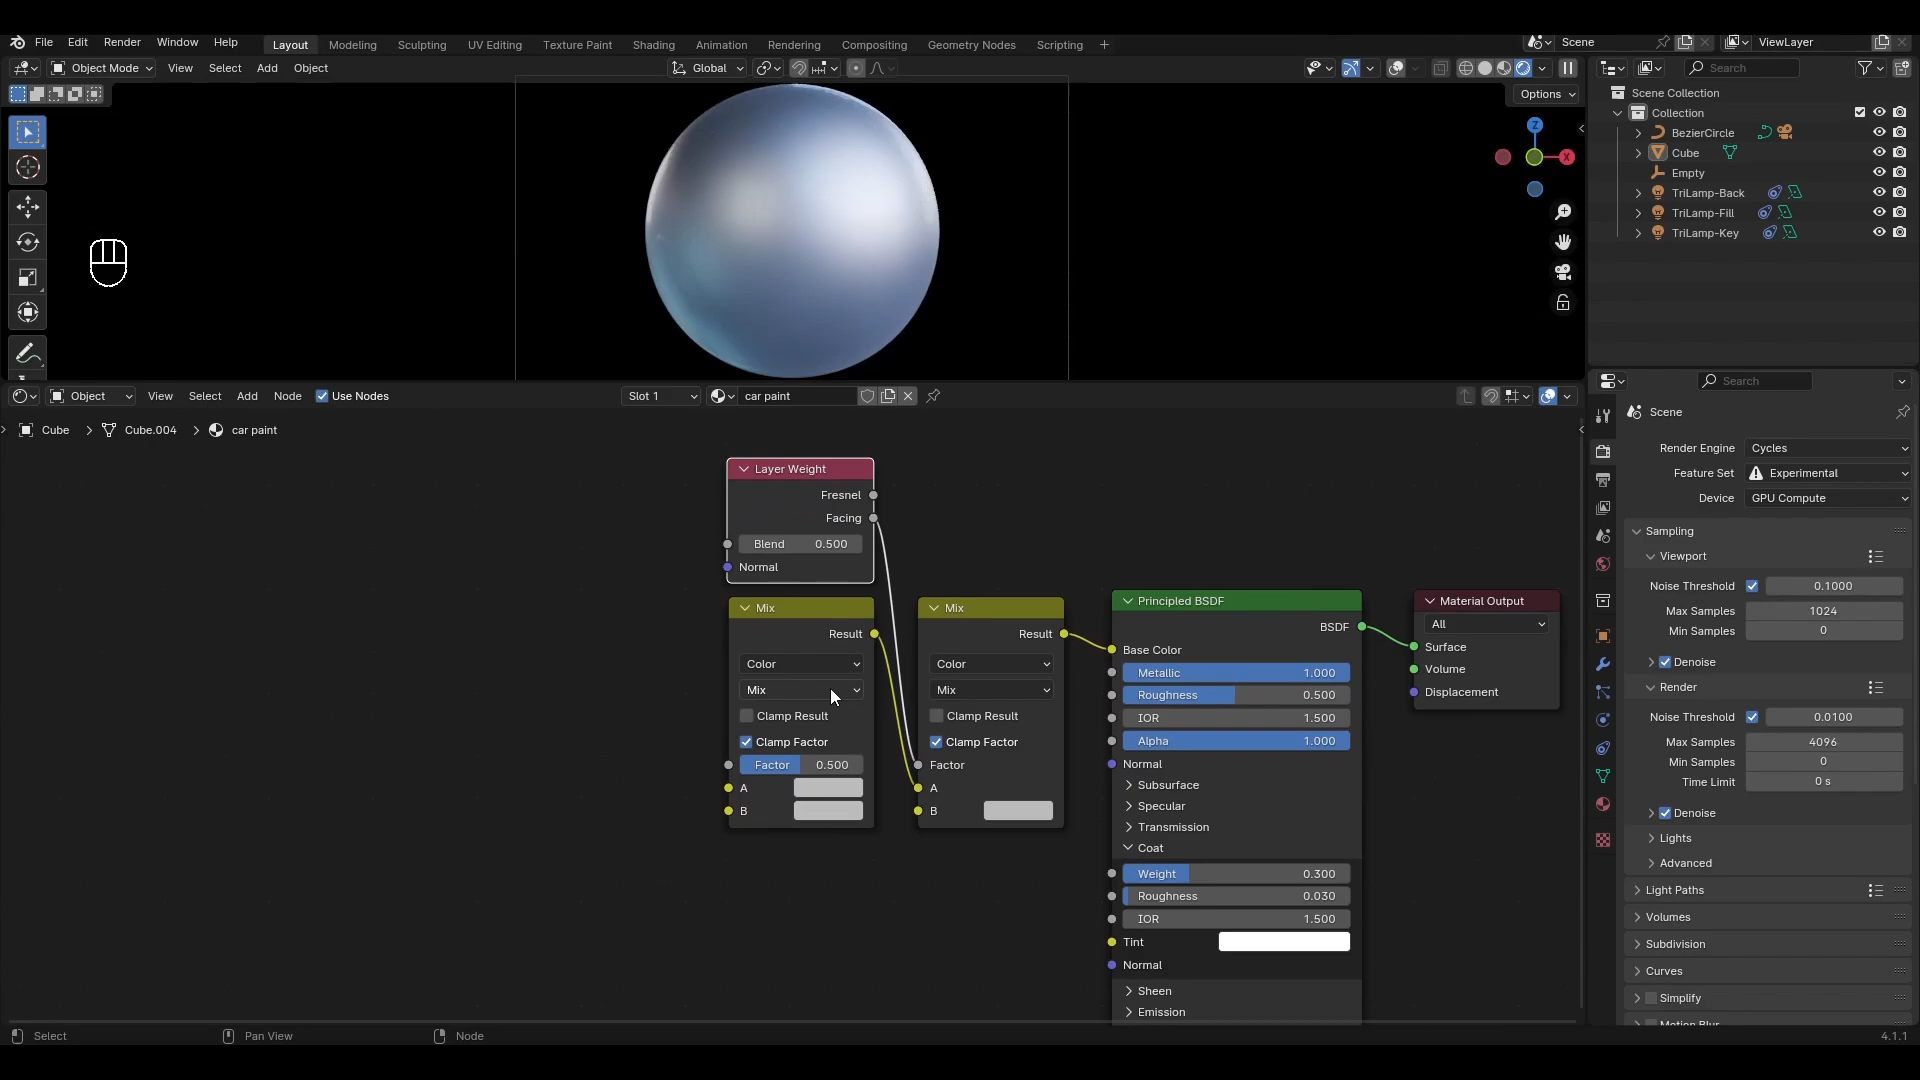 File Edit Render Window Help Layout Modeling Sculpting UV Editing Texture Paint Shading Animation Rendering Compositing Geometry Nodes Scripting + Scene ViewLayer
Object Mode View Select Add Object Global Search
Options
Z
X
Scene Collection
Collection
BezierCircle
Cube
Empty
TriLamp-Back
TriLamp-Fill
TriLamp-Key
Object View Select Add Node Use Nodes Slot 1 car paint
Cube Cube.004 car paint
Layer Weight
Fresnel
Facing
Blend 0.500
Normal
Mix
Result
Color
Mix
Clamp Result
Clamp Factor
Factor 0.500
A
B
Mix
Result
Color
Mix
Clamp Result
Clamp Factor
Factor
A
B
Principled BSDF
BSDF
Base Color
Metallic 1.000
Roughness 0.500
IOR 1.500
Alpha 1.000
Normal
Subsurface
Specular
Transmission
Coat
Weight 0.300
Roughness 0.030
IOR 1.500
Tint
Normal
Sheen
Emission
Material Output
All
Surface
Volume
Displacement
Search
Scene
Render Engine Cycles
Feature Set Experimental
Device GPU Compute
Sampling
Viewport
Noise Threshold 0.1000
Max Samples 1024
Min Samples 0
Denoise
Render
Noise Threshold 0.0100
Max Samples 4096
Min Samples 0
Time Limit 0 s
Denoise
Lights
Advanced
Light Paths
Volumes
Subdivision
Curves
Simplify
Motion Blur
Select Pan View Node 4.1.1